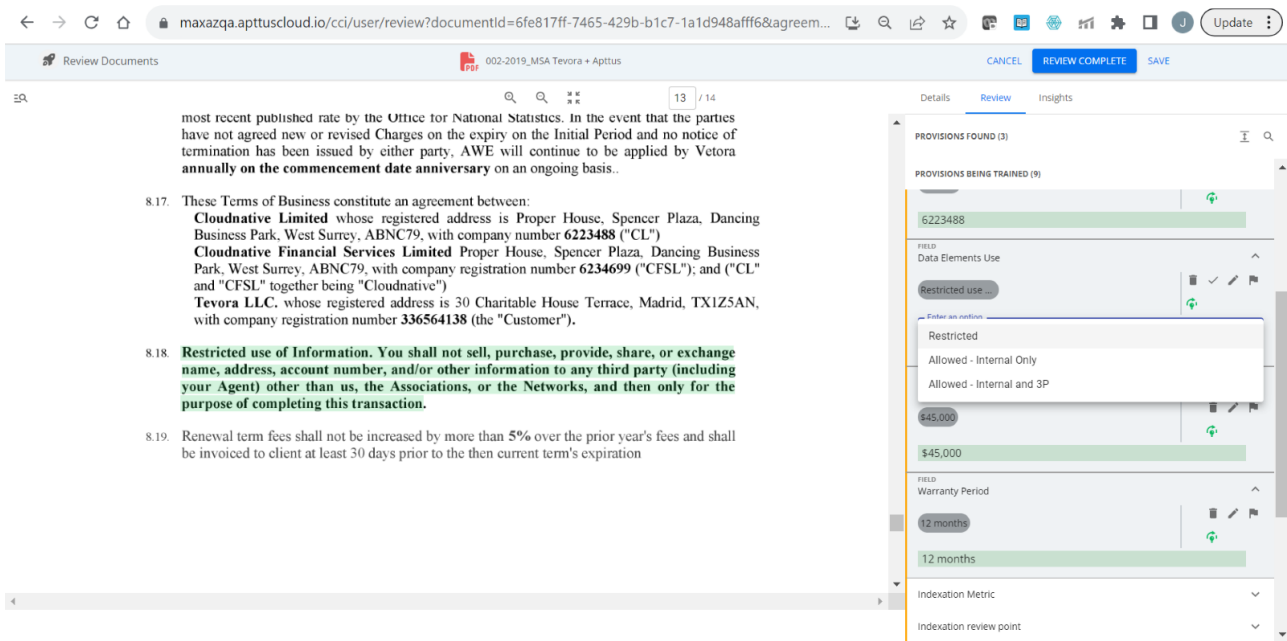 maxazqa.apttuscloud.io/cci/user/review?documentId=6fe817ff-7465-429b-b1c7-1a1d948afff6&agreem...
J
Update
Review Documents
PDF
002-2019_MSA Tevora + Apttus
CANCEL
REVIEW COMPLETE
SAVE
13 / 14
Details
Review
Insights
most recent published rate by the Office for National Statistics. In the event that the parties
have not agreed new or revised Charges on the expiry on the Initial Period and no notice of
termination has been issued by either party, AWE will continue to be applied by Vetora
annually on the commencement date anniversary on an ongoing basis..
8.17. These Terms of Business constitute an agreement between:
Cloudnative Limited whose registered address is Proper House, Spencer Plaza, Dancing
Business Park, West Surrey, ABNC79, with company number 6223488 ("CL")
Cloudnative Financial Services Limited Proper House, Spencer Plaza, Dancing Business
Park, West Surrey, ABNC79, with company registration number 6234699 ("CFSL"); and ("CL"
and "CFSL" together being "Cloudnative")
Tevora LLC. whose registered address is 30 Charitable House Terrace, Madrid, TX1Z5AN,
with company registration number 336564138 (the "Customer").
8.18. Restricted use of Information. You shall not sell, purchase, provide, share, or exchange
name, address, account number, and/or other information to any third party (including
your Agent) other than us, the Associations, or the Networks, and then only for the
purpose of completing this transaction.
8.19. Renewal term fees shall not be increased by more than 5% over the prior year's fees and shall
be invoiced to client at least 30 days prior to the then current term's expiration
PROVISIONS FOUND (3)
PROVISIONS BEING TRAINED (9)
6223488
FIELD
Data Elements Use
Restricted use ...
Enter an option
Restricted
Allowed - Internal Only
Allowed - Internal and 3P
$45,000
$45,000
FIELD
Warranty Period
12 months
12 months
Indexation Metric
Indexation review point